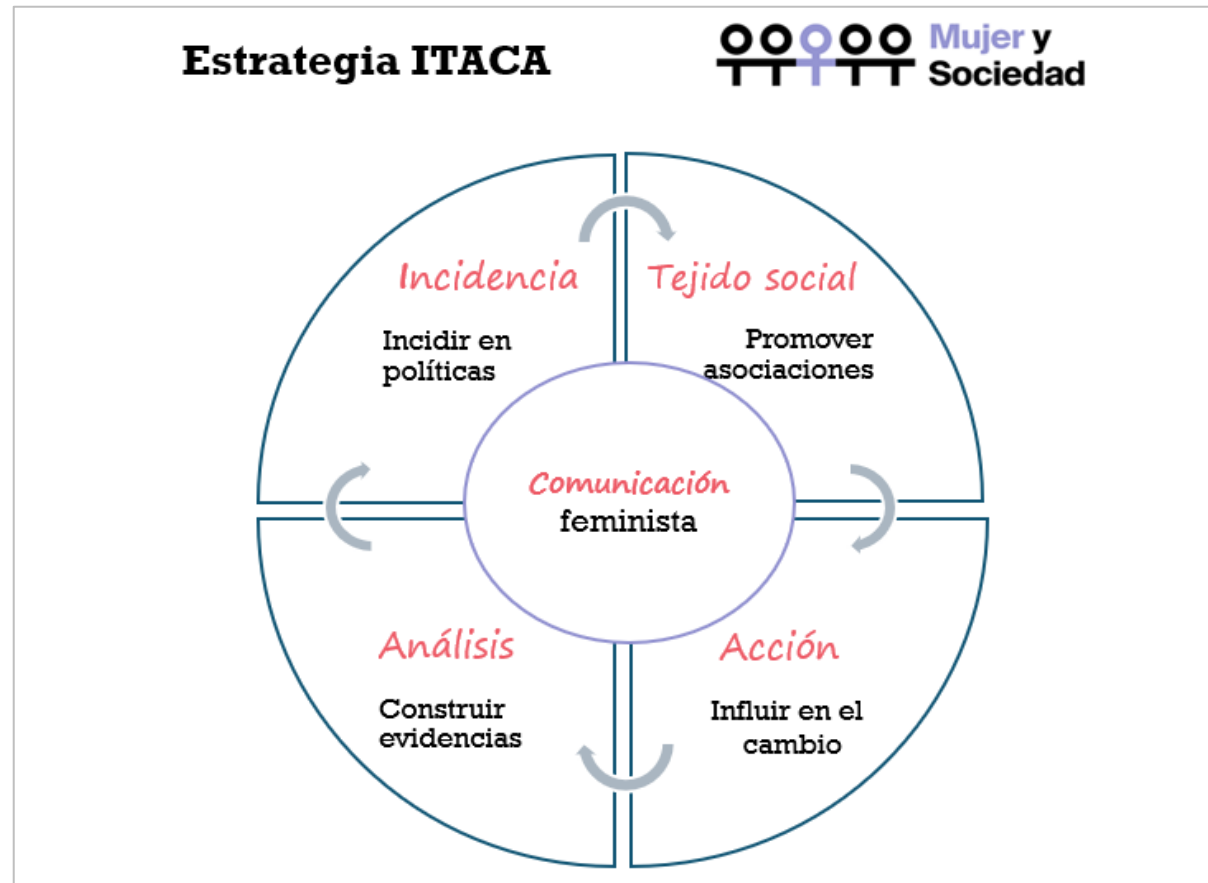 Estrategia ITACA
Mujer y
Sociedad
Incidencia
Incidir en
políticas
Tejido social
Promover
asociaciones
Comunicación
feminista
Análisis
Construir
evidencias
Acción
Influir en el
cambio